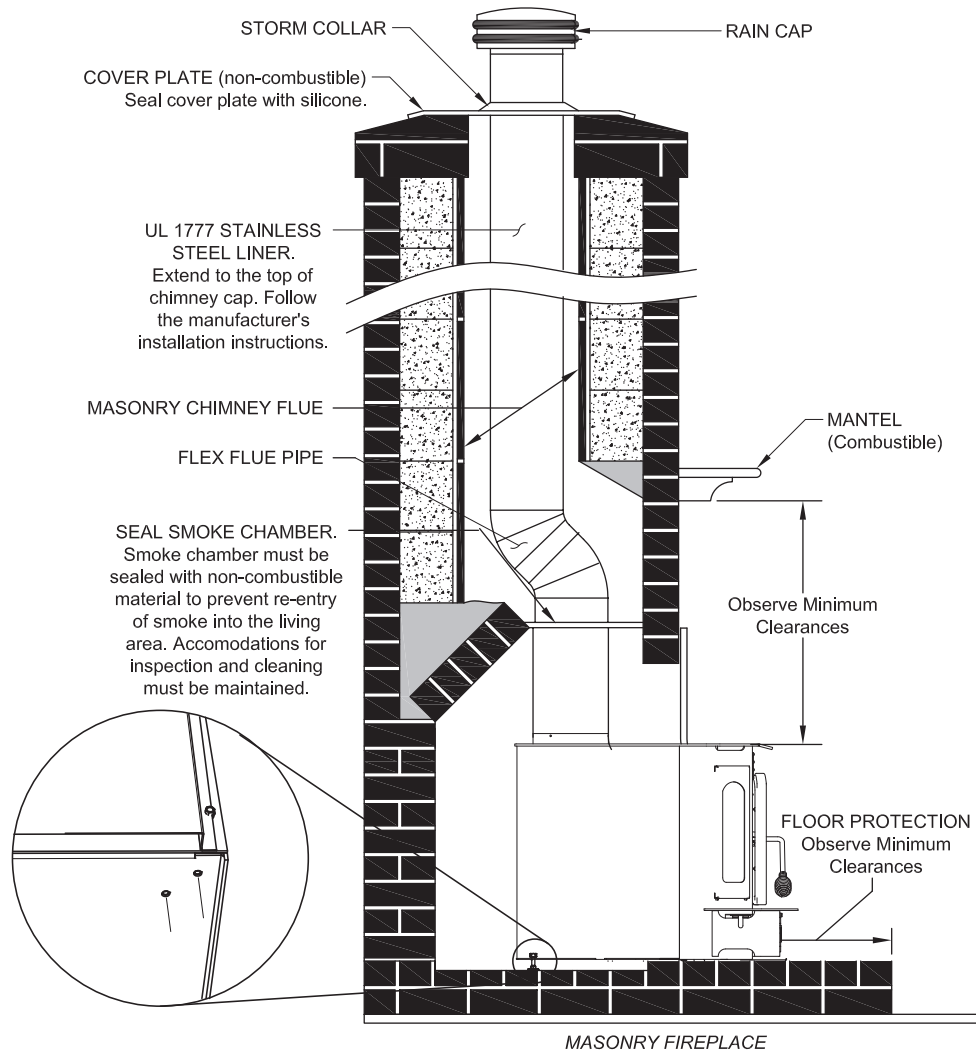 STORM COLLAR
RAIN CAP
COVER PLATE (non-combustible)
Seal cover plate with silicone.
UL 1777 STAINLESS
STEEL LINER.
Extend to the top of
chimney cap. Follow
the manufacturer's
installation instructions.
MASONRY CHIMNEY FLUE
MANTEL
(Combustible)
FLEX FLUE PIPE
SEAL SMOKE CHAMBER.
Smoke chamber must be
sealed with non-combustible
material to prevent re-entry
of smoke into the living
area. Accomodations for
inspection and cleaning
must be maintained.
Observe Minimum
Clearances
FLOOR PROTECTION
Observe Minimum
Clearances
MASONRY FIREPLACE